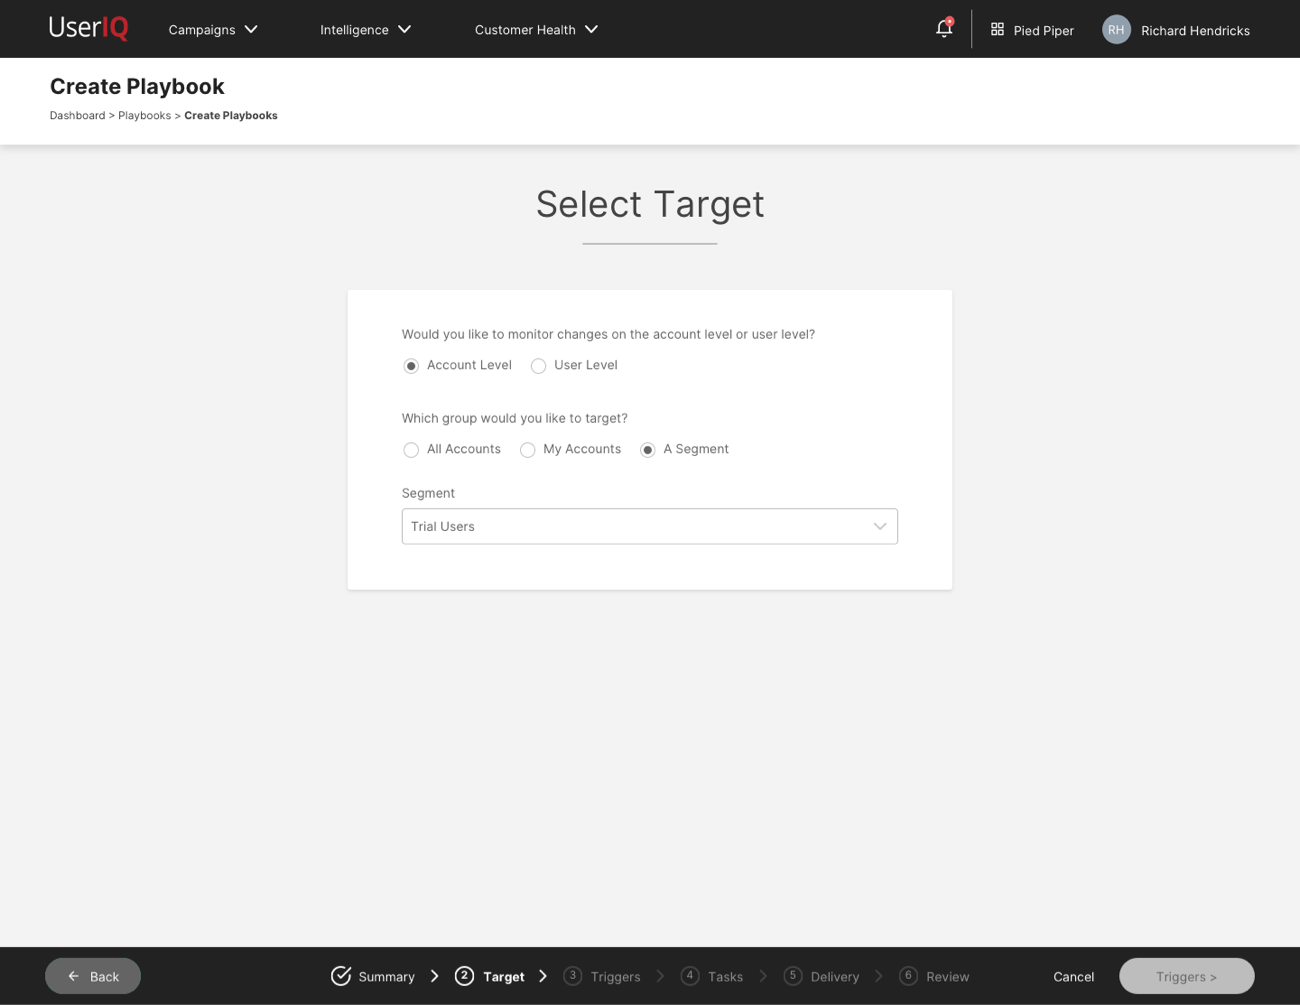 UserIQ
Campaigns
Intelligence
Customer Health
Pied Piper
RH
Richard Hendricks
Create Playbook
Dashboard > Playbooks > Create Playbooks
Select Target
Would you like to monitor changes on the account level or user level?
Account Level
User Level
Which group would you like to target?
All Accounts
My Accounts
A Segment
Segment
Trial Users
Back
Summary
2 Target
3 Triggers
4 Tasks
5 Delivery
6 Review
Cancel
Triggers >